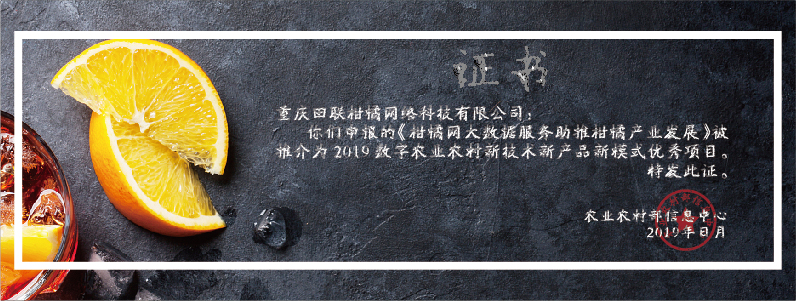 证书
重庆田联柑橘网络科技有限公司：
你们申报的《柑橘网大数据服务助推柑橘产业发展》被
推介为2019数字农业农村新技术新产品新模式优秀项目。
特发此证。
农业农村部信息中心
2019年日月